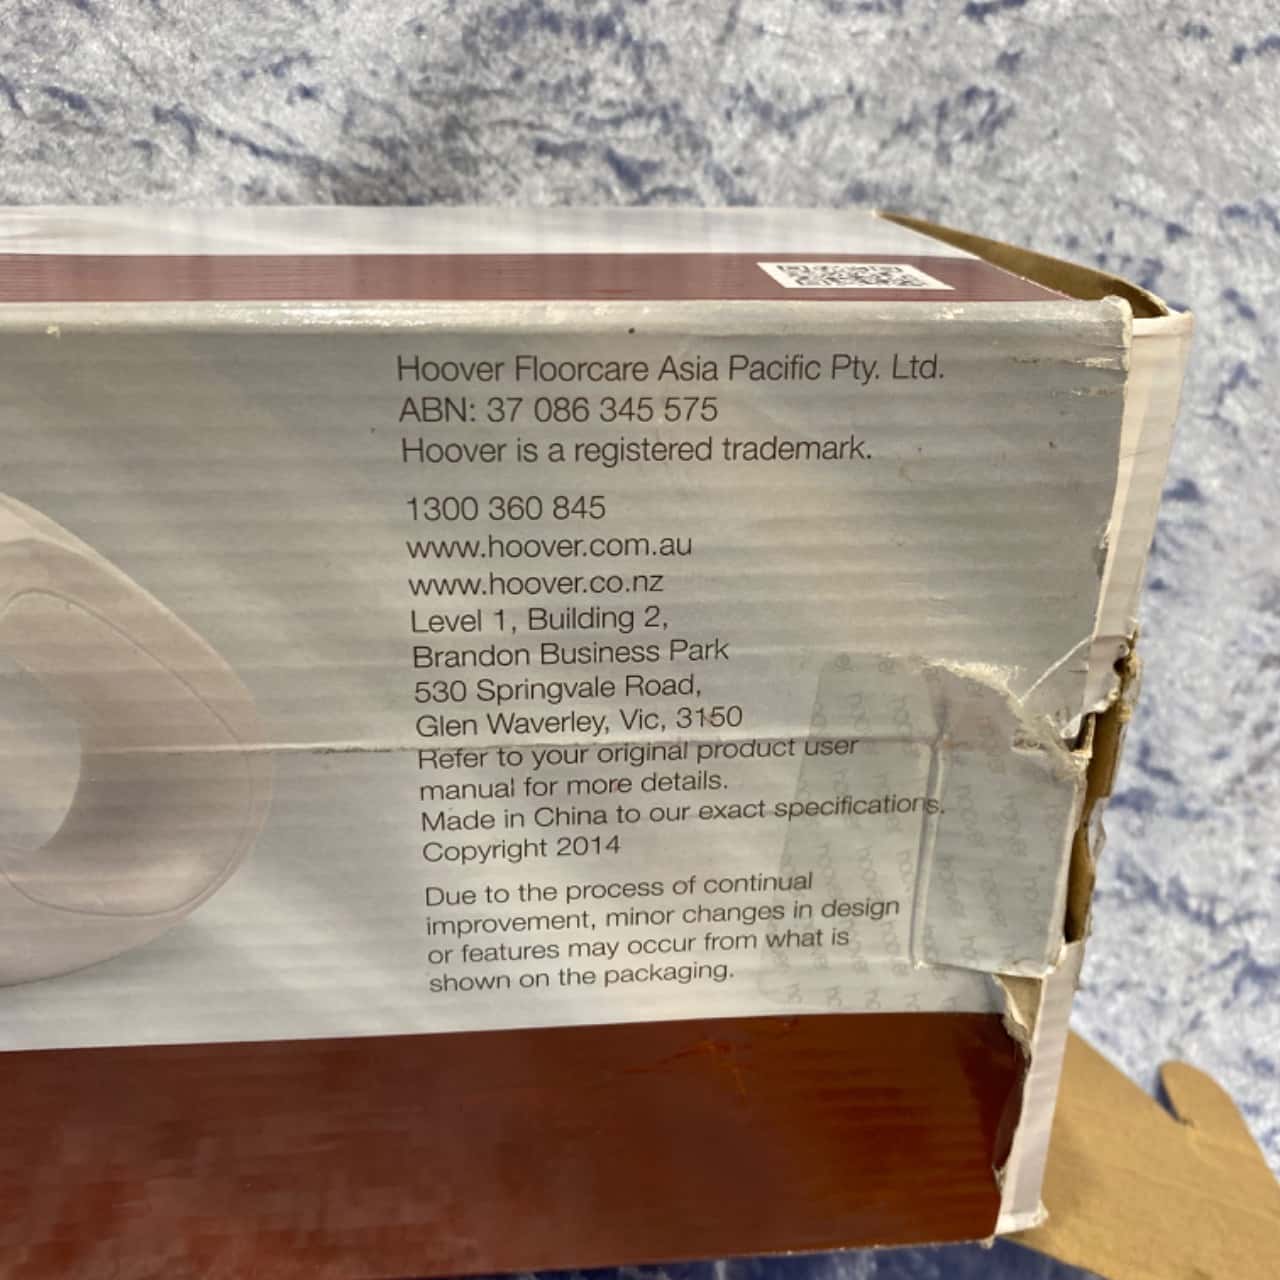 Hoover Floorcare Asia Pacific Pty. Ltd.
ABN: 37 086 345 575
Hoover is a registered trademark.
1300 360 845
www.hoover.com.au
www.hoover.co.nz
Level 1, Building 2,
Brandon Business Park
530 Springvale Road,
Glen Waverley, Vic, 3150
Refer to your original product user
manual for more details.
Made in China to our exact specifications.
Copyright 2014
Due to the process of continual
improvement, minor changes in design
or features may occur from what is
shown on the packaging.